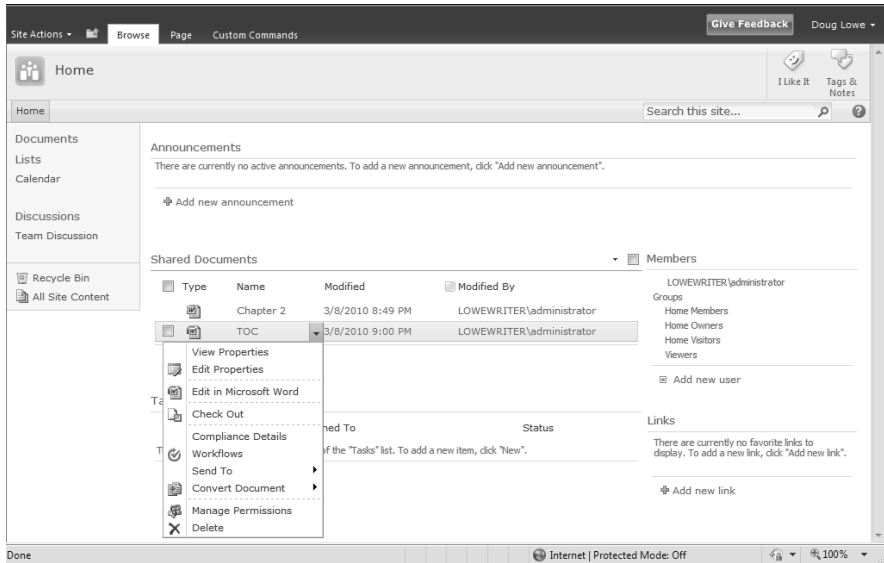 Give Feedback Doug Lowe
Site Actions Browse Page Custom Commands
Home
I Like It Tags & Notes
Home Search this site...
Documents
Lists
Calendar
Discussions
Team Discussion
Recycle Bin
All Site Content
Announcements
There are currently no active announcements. To add a new announcement, click "Add new announcement".
Add new announcement
Shared Documents
Type Name Modified Modified By
Chapter 2 3/8/2010 8:49 PM LOWEWRITER\administrator
TOC 3/8/2010 9:00 PM LOWEWRITER\administrator
View Properties
Edit Properties
Edit in Microsoft Word
Check Out
Compliance Details
Workflows
Send To
Convert Document
Manage Permissions
Delete
Status
of the "Tasks" list. To add a new item, click "New".
Members
LOWEWRITER\administrator
Groups
Home Members
Home Owners
Home Visitors
Viewers
Add new user
Links
There are currently no favorite links to
display. To add a new link, click "Add new link".
Add new link
Done Internet | Protected Mode: Off 100%